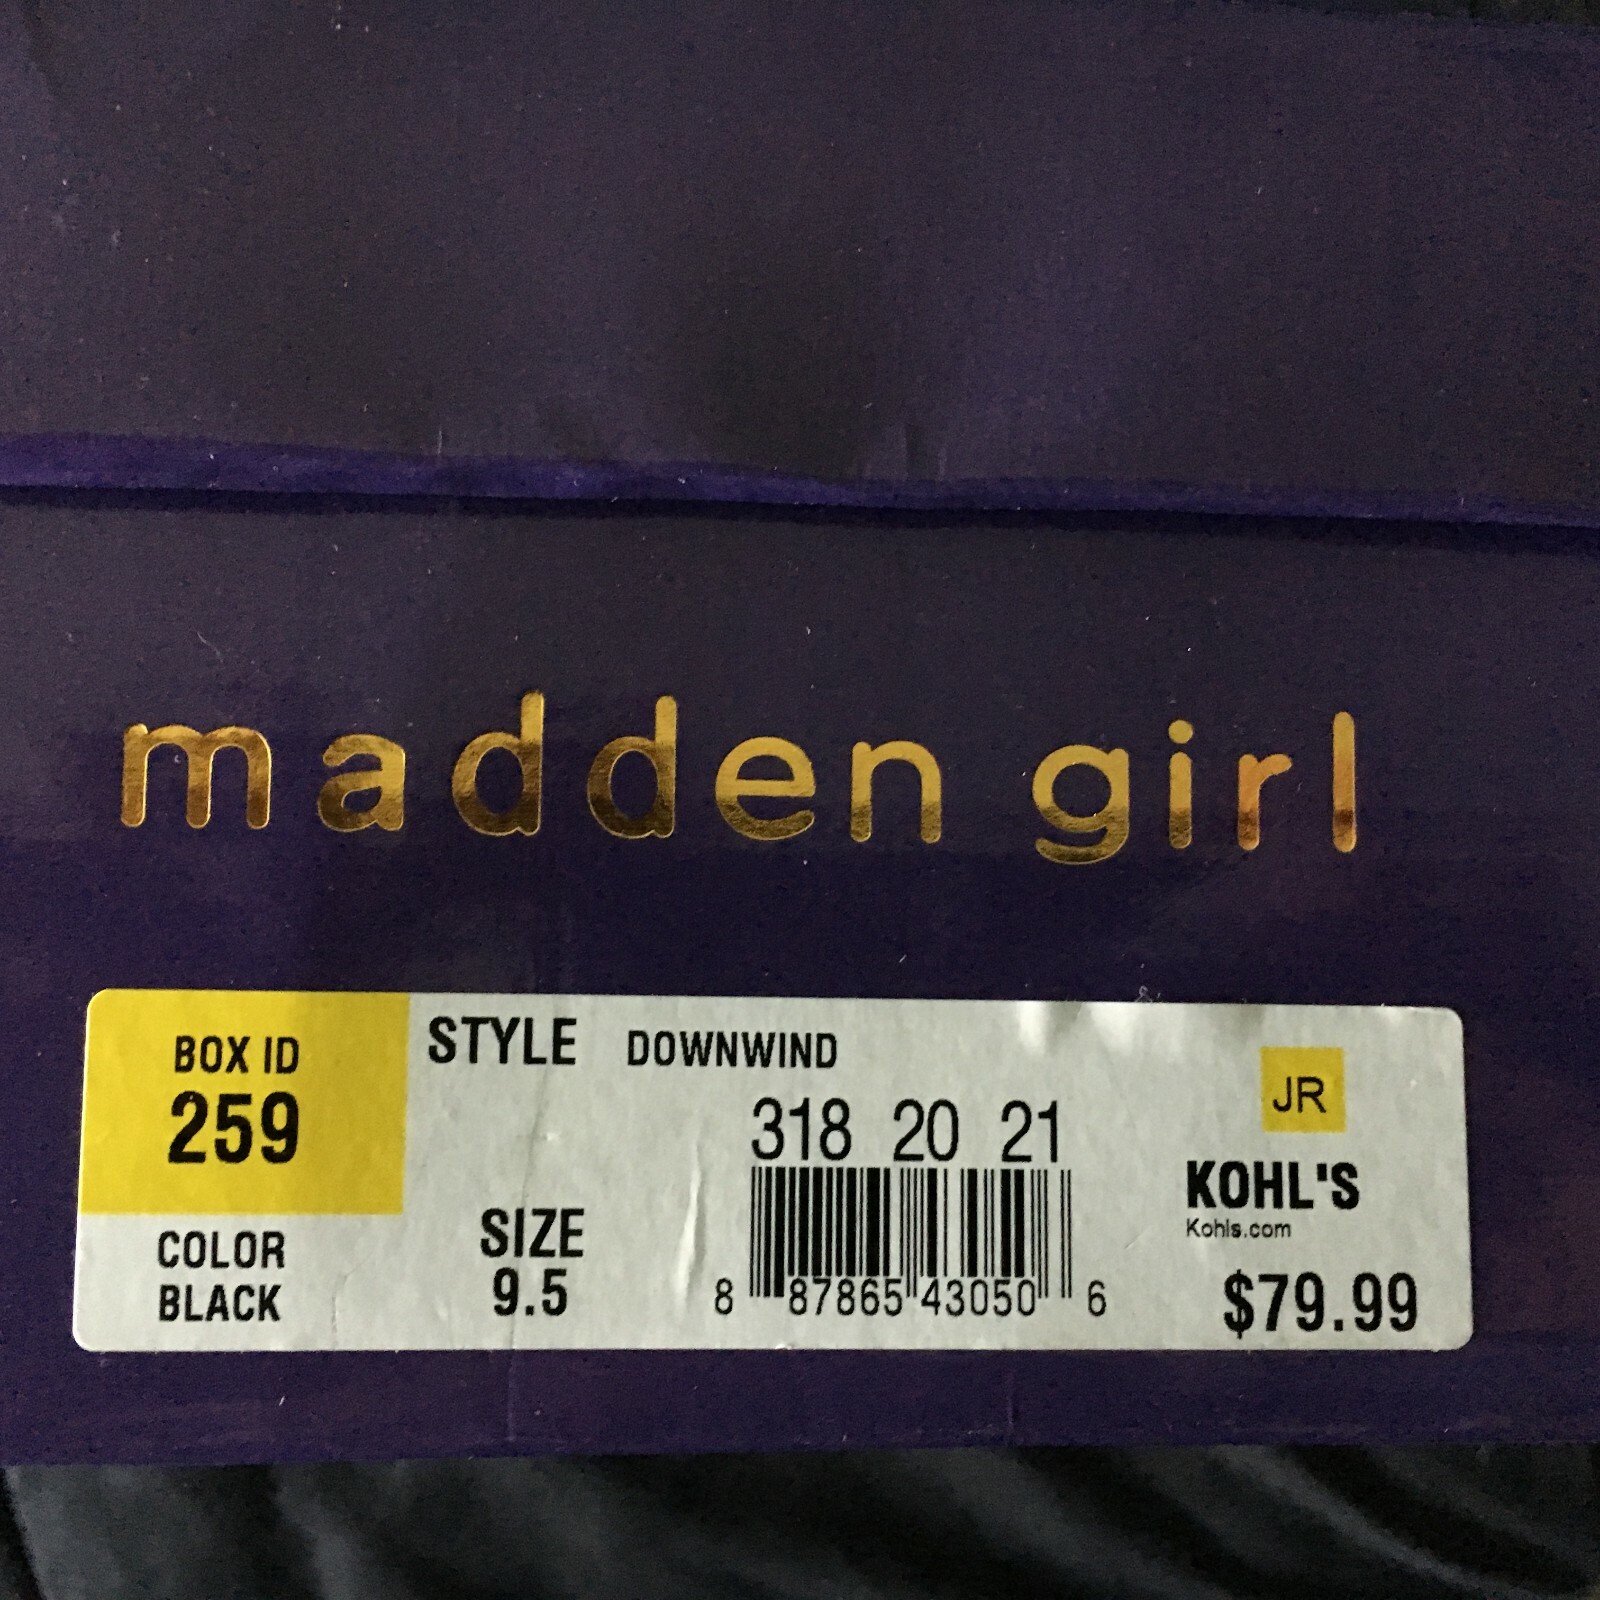 madden girl
BOX ID
259
COLOR
BLACK
STYLE DOWNWIND
SIZE
9.5
318 20 21
8 87865 43050 6
JR
KOHL'S
Kohls.com
$79.99